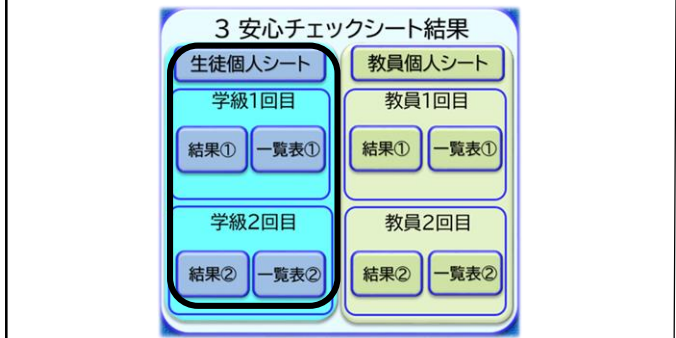 3 安心チェックシート結果
生徒個人シート
学級1回目
結果① 一覧表①
学級2回目
結果② 一覧表②
教員個人シート
教員1回目
結果① 一覧表①
教員2回目
結果② 一覧表②